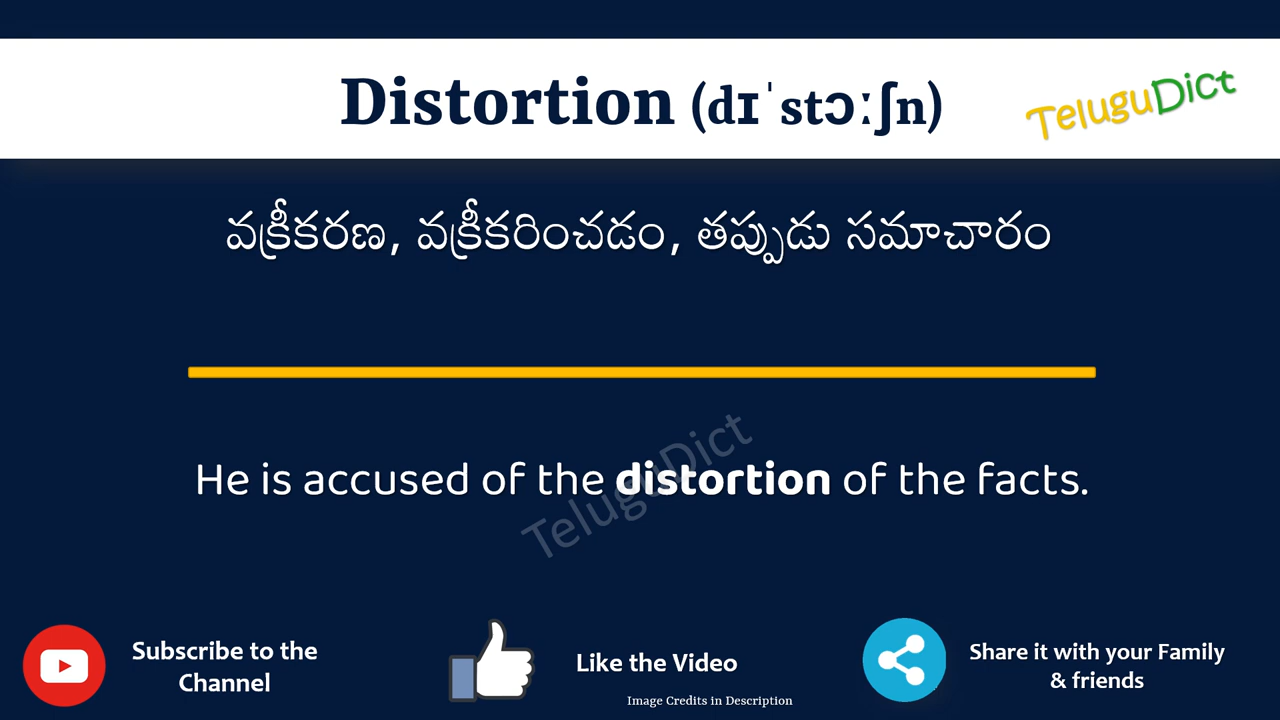 Distortion (dɪˈstɔːʃn)
TeluguDict
వక్రీకరణ, వక్రీకరించడం, తప్పుడు సమాచారం
He is accused of the distortion of the facts.
TeluguDict
Subscribe to the
Channel
Like the Video
Share it with your Family
& friends
Image Credits in Description